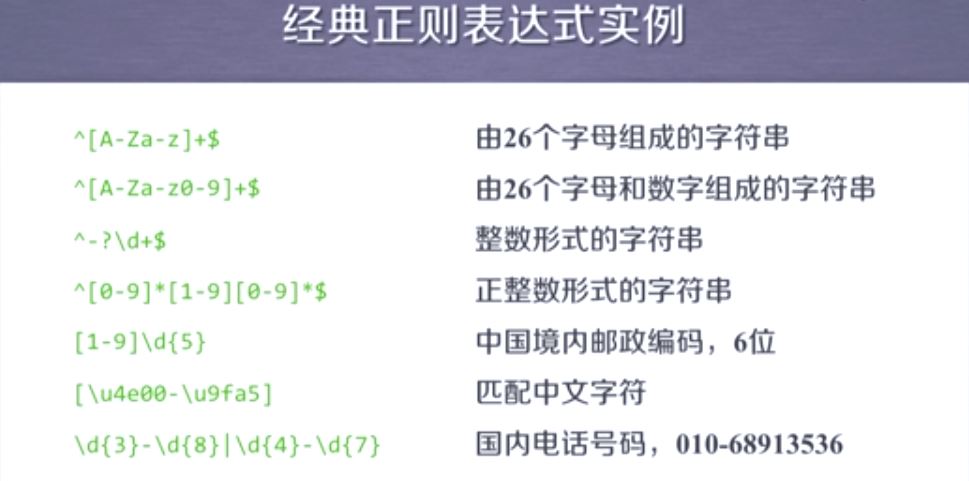 经典正则表达式实例
^[A-Za-z]+$ 由26个字母组成的字符串
^[A-Za-z0-9]+$ 由26个字母和数字组成的字符串
^-?\d+$ 整数形式的字符串
^[0-9]*[1-9][0-9]*$ 正整数形式的字符串
[1-9]\d{5} 中国境内邮政编码，6位
[\u4e00-\u9fa5] 匹配中文字符
\d{3}-\d{8}|\d{4}-\d{7} 国内电话号码，010-68913536